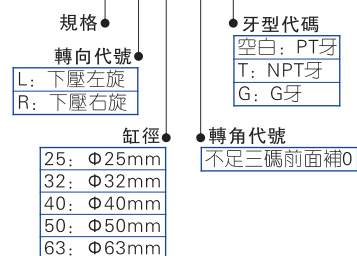 規格
牙型代碼
空白：PT牙
T：NPT牙
G：G牙
轉向代號
L：下壓左旋
R：下壓右旋
缸徑
25：Φ25mm
32：Φ32mm
40：Φ40mm
50：Φ50mm
63：Φ63mm
轉角代號
不足三碼前面補0